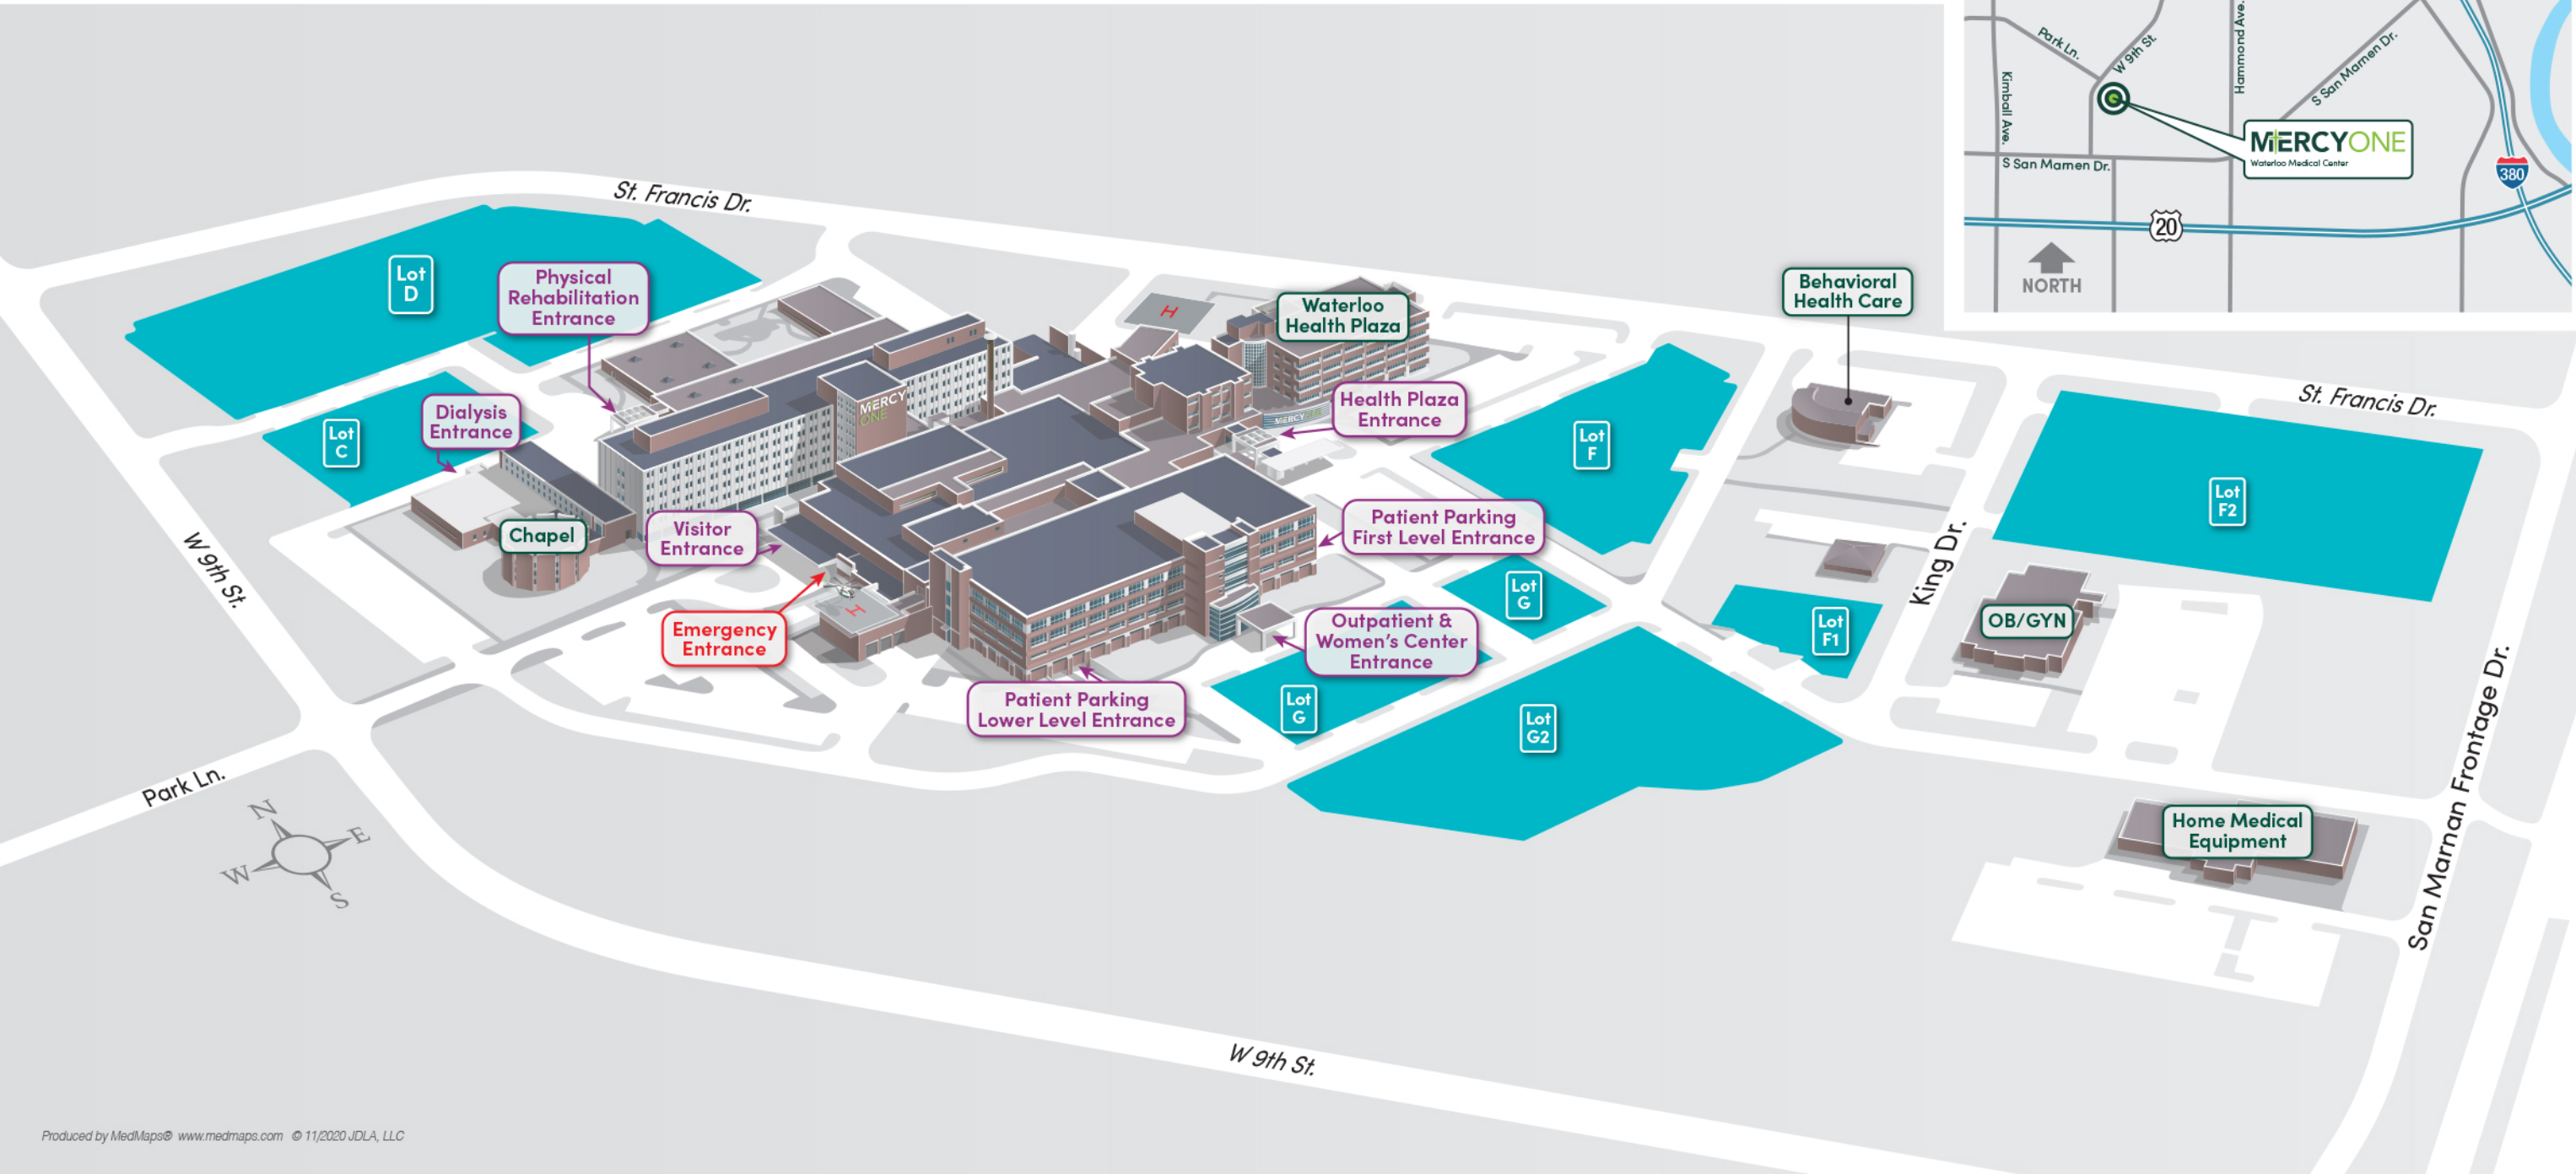 St. Francis Dr.
Lot
D
Physical
Rehabilitation
Entrance
Lot
C
Dialysis
Entrance
Chapel
MERCY
ONE
Visitor
Entrance
Emergency
Entrance
H
H
Waterloo
Health Plaza
MERCYONE
Health Plaza
Entrance
Patient Parking
First Level Entrance
Outpatient &
Women's Center
Entrance
Patient Parking
Lower Level Entrance
Lot
F
Lot
G
Lot
G
Lot
G2
Behavioral
Health Care
Lot
F1
Lot
F2
OB/GYN
Home Medical
Equipment
King Dr.
St. Francis Dr.
San Marnan Frontage Dr.
W 9th St.
Park Ln.
N
E
W
S
W 9th St.
Park Ln.
W 9th St.
Kimball Ave.
Hammond Ave.
S San Marnen Dr.
S San Mamen Dr.
MERCYONE
Waterloo Medical Center
380
20
NORTH
Produced by MedMaps® www.medmaps.com © 11/2020 JDLA, LLC